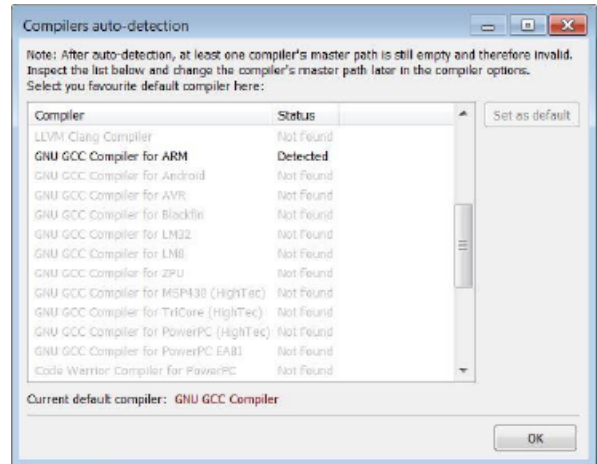 Compilers auto-detection
Note: After auto-detection, at least one compiler's master path is still empty and therefore invalid.
Inspect the list below and change the compiler's master path later in the compiler options.
Select you favourite default compiler here:
Compiler Status
Set as default
LLVM Clang Compiler Not found
GNU GCC Compiler for ARM Detected
GNU GCC Compiler for Android Not found
GNU GCC Compiler for AVR Not found
GNU GCC Compiler for Blackfin Not found
GNU GCC Compiler for LM32 Not found
GNU GCC Compiler for LM8 Not found
GNU GCC Compiler for ZPU Not found
GNU GCC Compiler for MSP430 (HighTec) Not found
GNU GCC Compiler for TriCore (HighTec) Not found
GNU GCC Compiler for PowerPC (HighTec) Not found
GNU GCC Compiler for PowerPC EABI Not found
Code Warrior Compiler for PowerPC Not found
Current default compiler: GNU GCC Compiler
OK